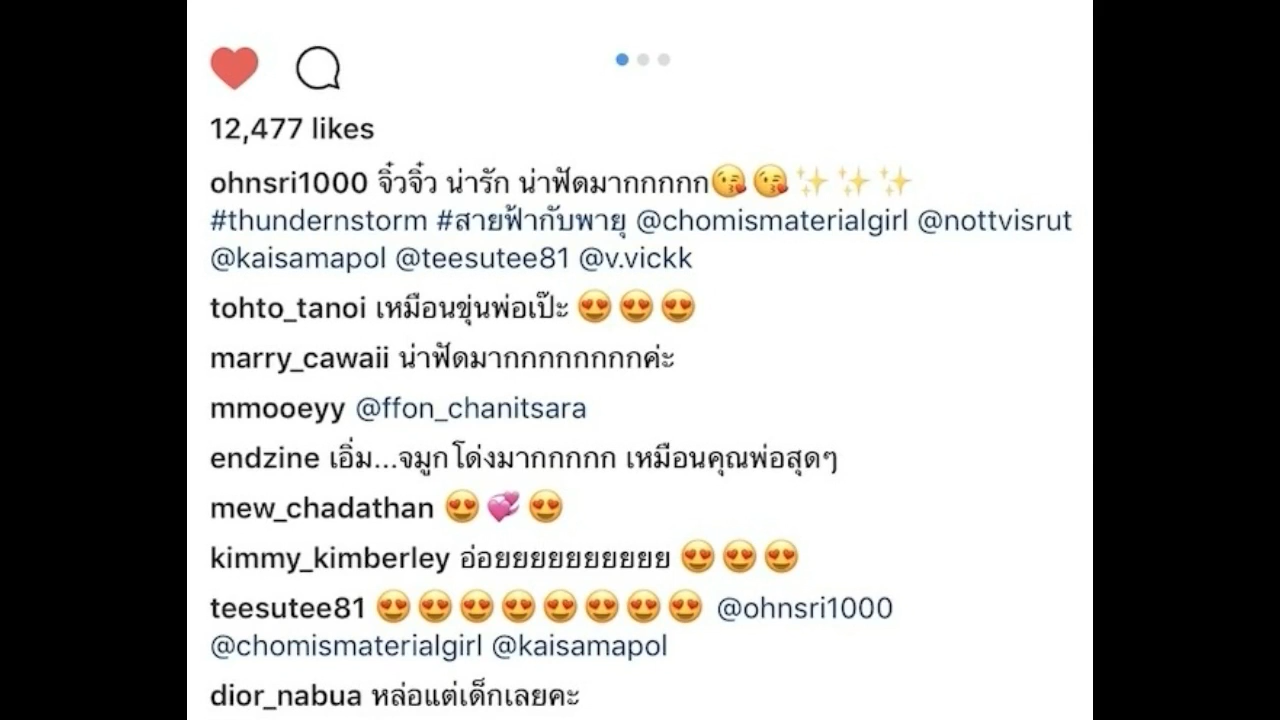 12,477 likes
ohnsri1000 จิ๋วจิ๋ว น่ารัก น่าฟัดมากกกกก😘😘✨✨✨
#thundernstorm #สายฟ้ากับพายุ @chomismaterialgirl @nottvisrut
@kaisamapol @teesutee81 @v.vickk
tohto_tanoi เหมือนขุ่นพ่อเป๊ะ 😍😍😍
marry_cawaii น่าฟัดมากกกกกกกกค่ะ
mmooeyy @ffon_chanitsara
endzine เอิ่ม...จมูกโด่งมากกกกก เหมือนคุณพ่อสุดๆ
mew_chadathan 😍💞😍
kimmy_kimberley อ่อยยยยยยยยยย 😍😍😍
teesutee81 😍😍😍😍😍😍😍😍 @ohnsri1000
@chomismaterialgirl @kaisamapol
dior_nabua หล่อแต่เด็กเลยคะ